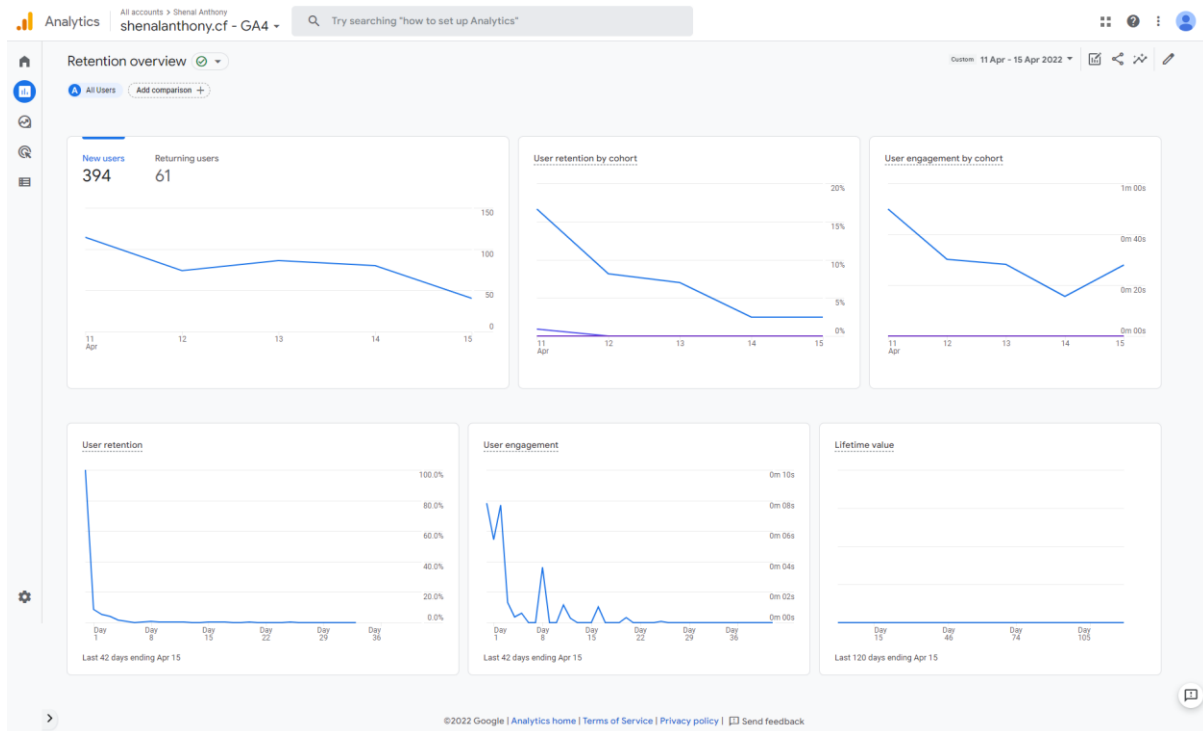 All accounts > Shenal Anthony
Analytics
shenalanthony.cf - GA4
Try searching "how to set up Analytics"
Retention overview
Custom 11 Apr - 15 Apr 2022
A All Users
Add comparison +
New users
Returning users
394
61
150
100
50
0
11
Apr
12
13
14
15
User retention by cohort
20%
15%
10%
5%
0%
11
Apr
12
13
14
15
User engagement by cohort
1m 00s
0m 40s
0m 20s
0m 00s
11
Apr
12
13
14
15
User retention
100.0%
80.0%
60.0%
40.0%
20.0%
0.0%
Day
1
Day
8
Day
15
Day
22
Day
29
Day
36
Last 42 days ending Apr 15
User engagement
0m 10s
0m 08s
0m 06s
0m 04s
0m 02s
0m 00s
Day
1
Day
8
Day
15
Day
22
Day
29
Day
36
Last 42 days ending Apr 15
Lifetime value
Day
15
Day
46
Day
74
Day
105
Last 120 days ending Apr 15
©2022 Google | Analytics home | Terms of Service | Privacy policy | Send feedback